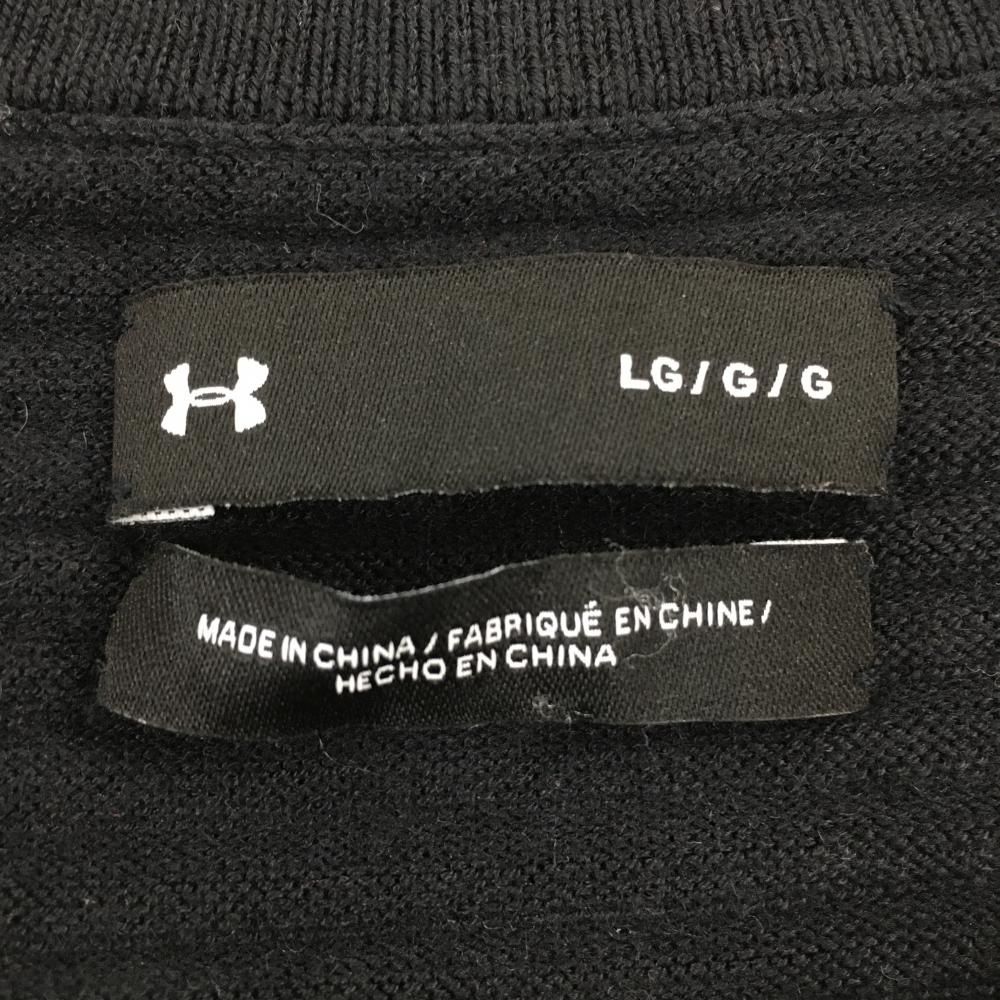 LG / G / G
MADE IN CHINA / FABRIQUÉ EN CHINE /
HECHO EN CHINA